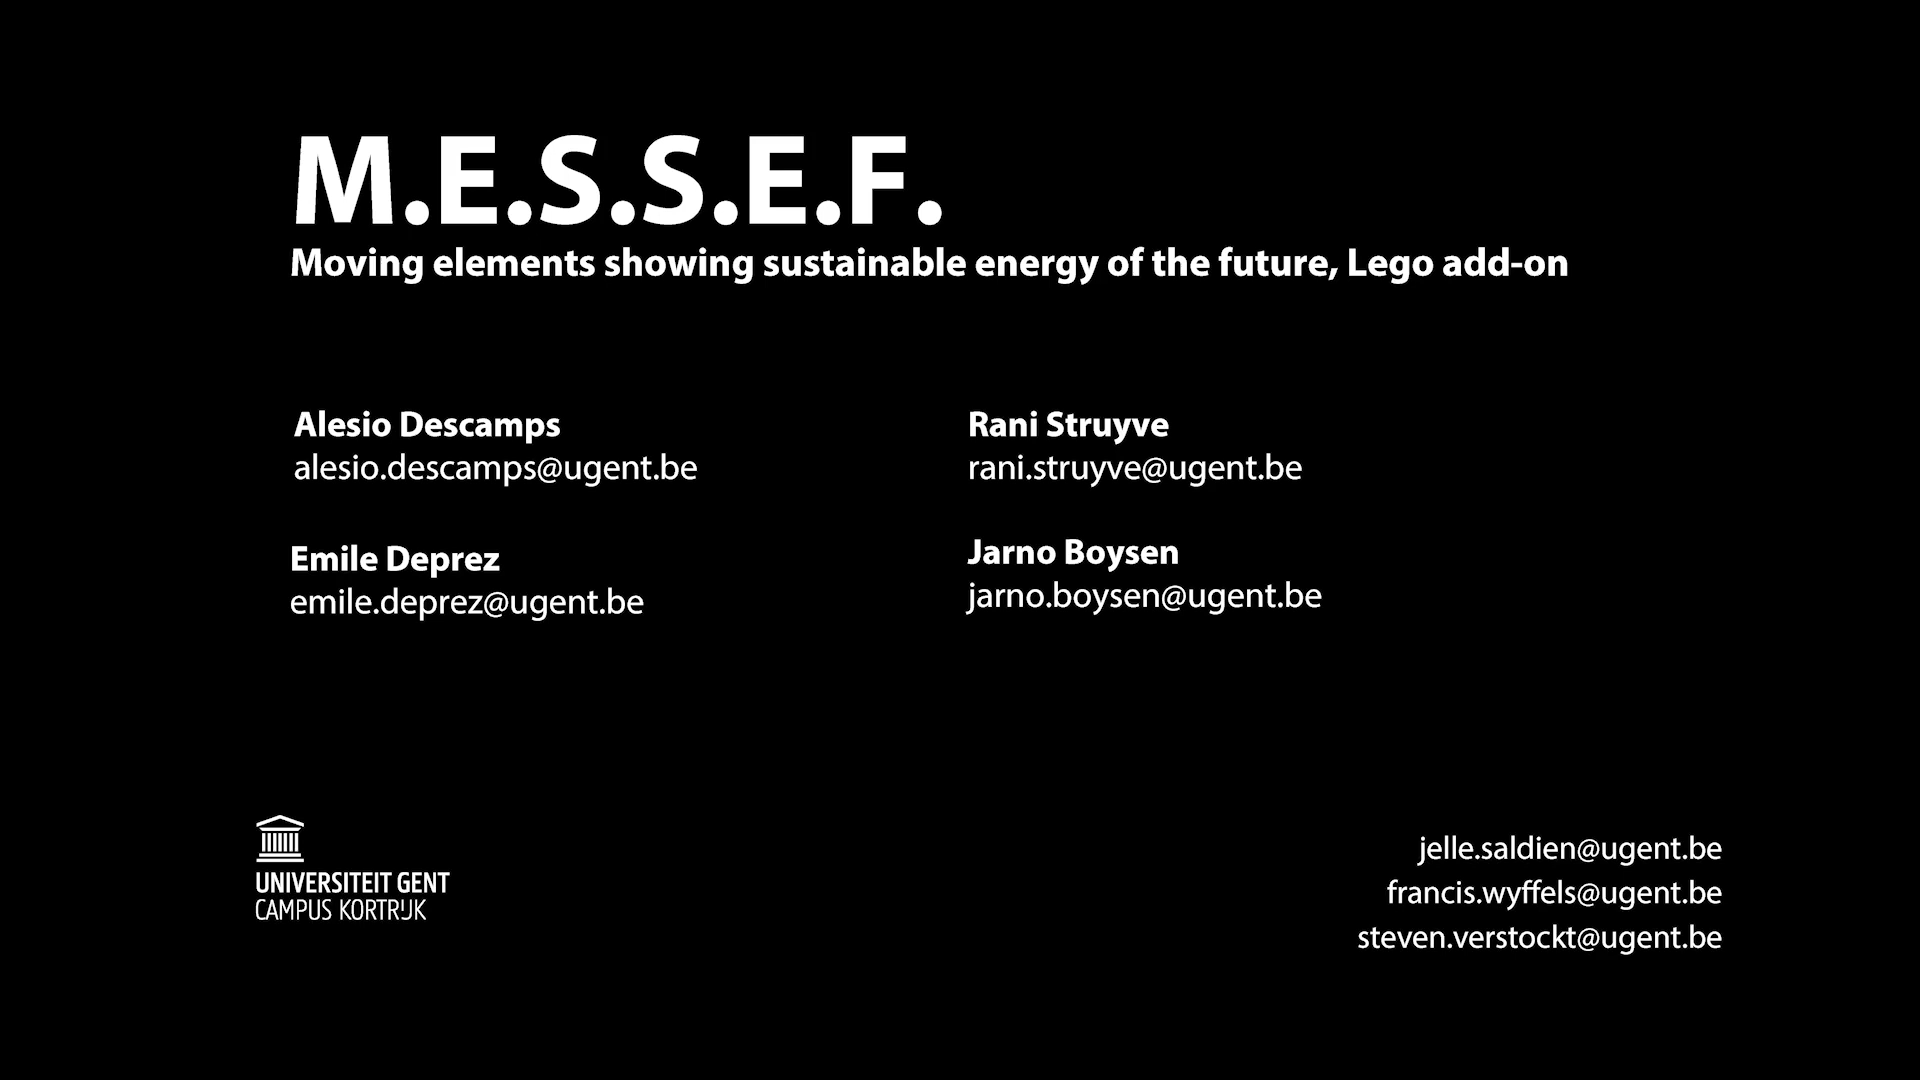 M.E.S.S.E.F.
Moving elements showing sustainable energy of the future, Lego add-on
Alesio Descamps
alesio.descamps@ugent.be
Rani Struyve
rani.struyve@ugent.be
Emile Deprez
emile.deprez@ugent.be
Jarno Boysen
jarno.boysen@ugent.be
UNIVERSITEIT GENT
CAMPUS KORTRIJK
jelle.saldien@ugent.be
francis.wyffels@ugent.be
steven.verstockt@ugent.be